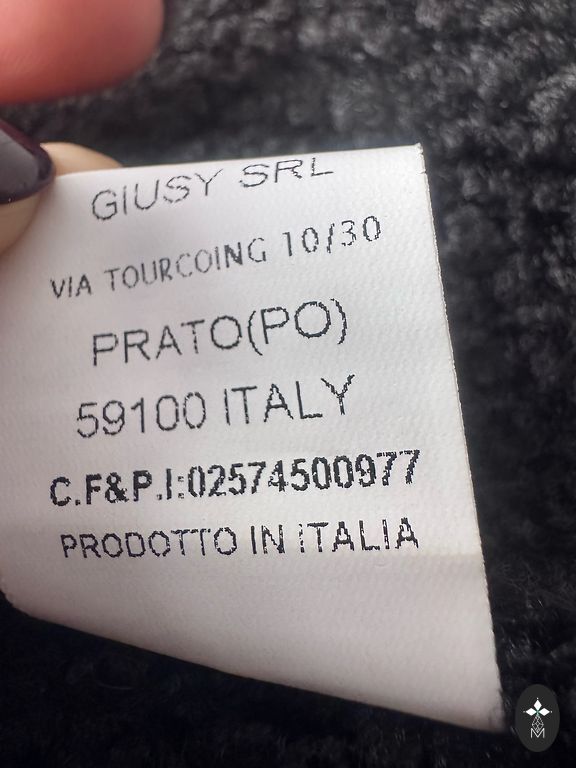 GIUSY SRL
VIA TOURCOING 10/30
PRATO(PO)
59100 ITALY
C.F&P.I:02574500977
PRODOTTO IN ITALIA
M